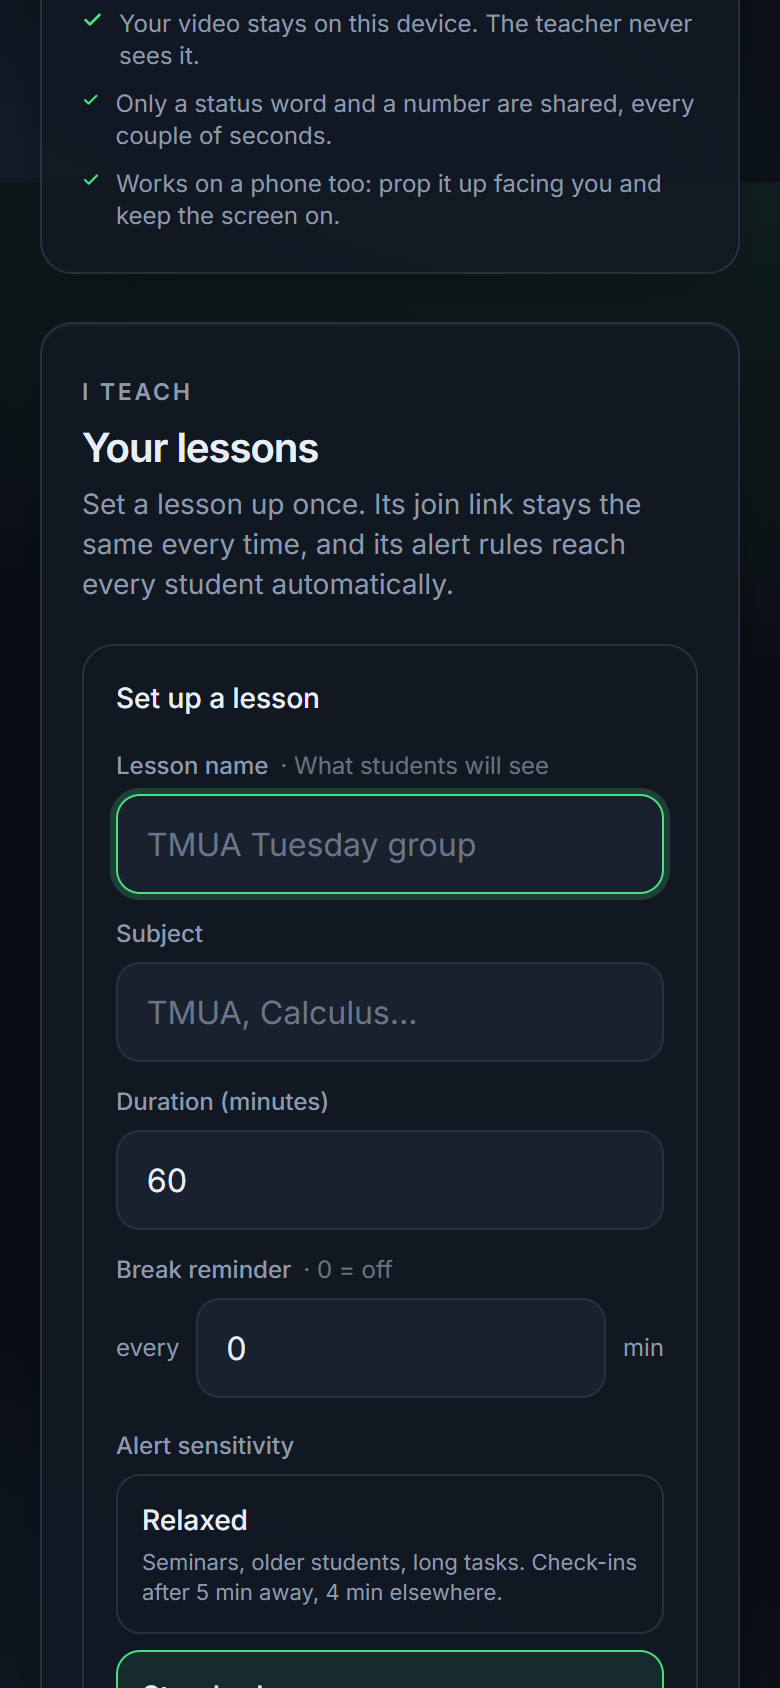 Your video stays on this device. The teacher never
sees it.
Only a status word and a number are shared, every
couple of seconds.
Works on a phone too: prop it up facing you and
keep the screen on.
I TEACH
Your lessons
Set a lesson up once. Its join link stays the
same every time, and its alert rules reach
every student automatically.
Set up a lesson
Lesson name · What students will see
TMUA Tuesday group
Subject
TMUA, Calculus...
Duration (minutes)
60
Break reminder · 0 = off
every 0 min
Alert sensitivity
Relaxed
Seminars, older students, long tasks. Check-ins
after 5 min away, 4 min elsewhere.